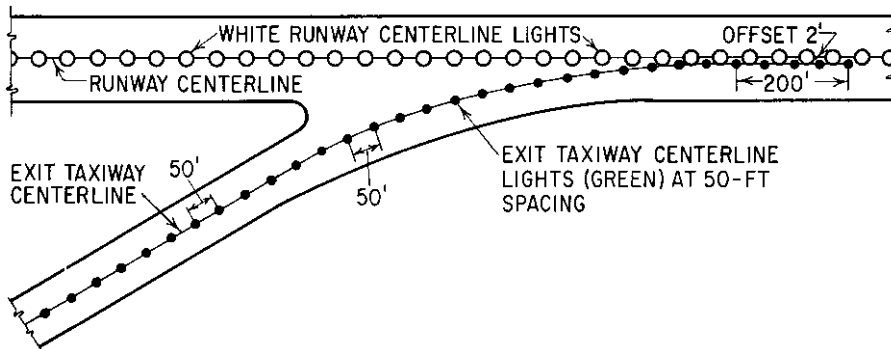 WHITE RUNWAY CENTERLINE LIGHTS
OFFSET 2'
RUNWAY CENTERLINE
200'
EXIT TAXIWAY
CENTERLINE
50'
50'
EXIT TAXIWAY CENTERLINE
LIGHTS (GREEN) AT 50-FT
SPACING